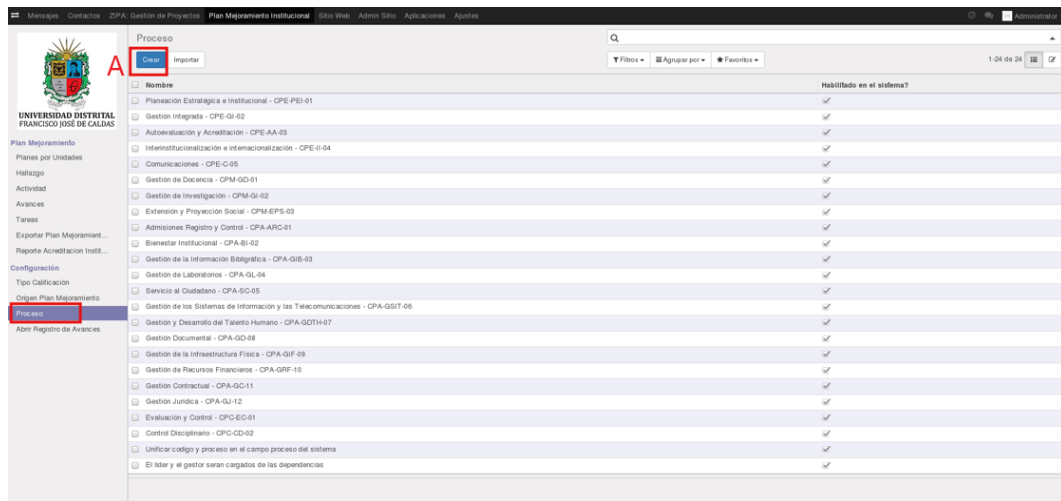 Mensajes Contactos ZIPA: Gestión de Proyectos Plan Mejoramiento Institucional Sitio Web Admin Sitio Aplicaciones Ajustes Administrator
UNIVERSIDAD DISTRITAL
FRANCISCO JOSÉ DE CALDAS
Plan Mejoramiento
Planes por Unidades
Hallazgo
Actividad
Avances
Tareas
Exportar Plan Mejoramient...
Reporte Acreditacion Instit...
Configuración
Tipo Calificación
Origen Plan Mejoramiento
Proceso
Abrir Registro de Avances
Proceso
A
Crear Importar
Filtros Agrupar por Favoritos 1-24 de 24
Nombre Habilitado en el sistema?
Planeación Estratégica e Institucional - CPE-PEI-01
Gestión Integrada - CPE-GI-02
Autoevaluación y Acreditación - CPE-AA-03
Interinstitucionalización e internacionalización - CPE-II-04
Comunicaciones - CPE-C-05
Gestión de Docencia - CPM-GD-01
Gestión de Investigación - CPM-GI-02
Extensión y Proyección Social - CPM-EPS-03
Admisiones Registro y Control - CPA-ARC-01
Bienestar Institucional - CPA-BI-02
Gestión de la Información Bibligrática - CPA-GIB-03
Gestión de Laboratorios - CPA-GL-04
Servicio al Ciudadano - CPA-SC-05
Gestión de los Sistemas de Información y las Telecomunicaciones - CPA-GSIT-06
Gestión y Desarrollo del Talento Humano - CPA-GDTH-07
Gestión Documental - CPA-GD-08
Gestión de la Infraestructura Física - CPA-GIF-09
Gestión de Recursos Financieros - CPA-GRF-10
Gestión Contractual - CPA-GC-11
Gestión Jurídica - CPA-GJ-12
Evaluación y Control - CPC-EC-01
Control Disciplinario - CPC-CD-02
Unificar codigo y proceso en el campo proceso del sistema
El lider y el gestor seran cargados de las dependencias